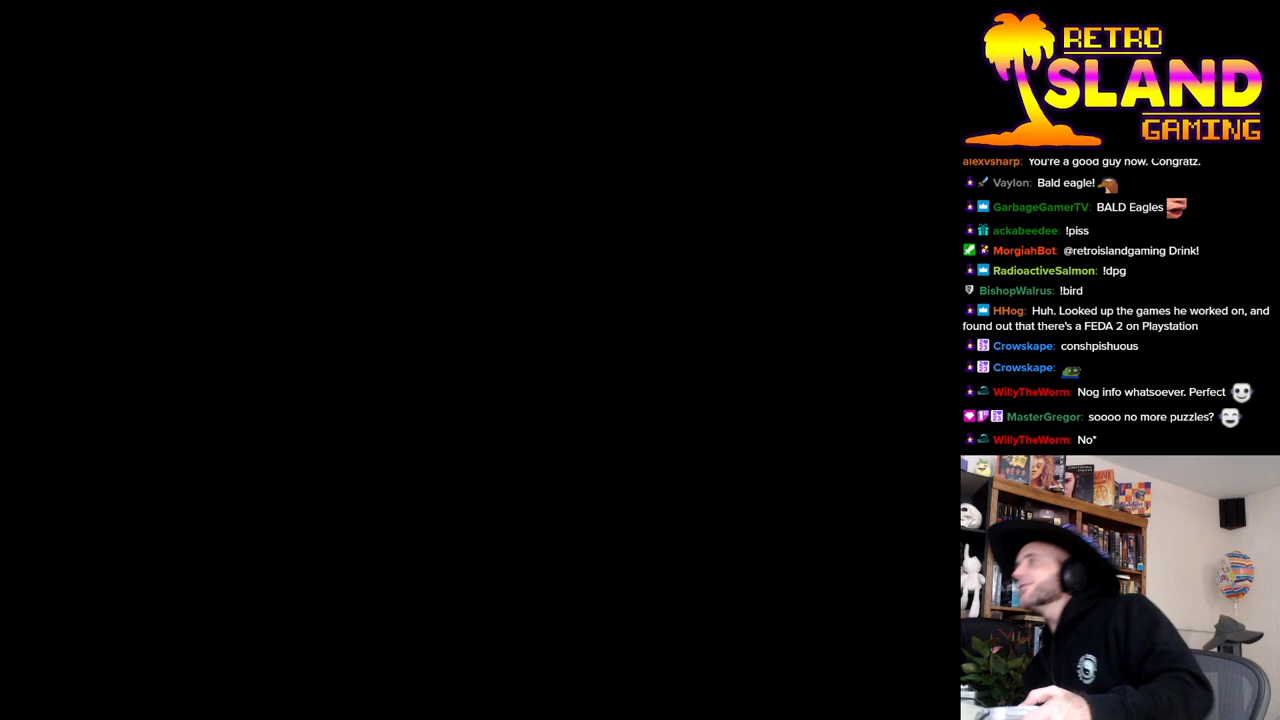 RETRO
ISLAND
GAMING
alexvsharp: You're a good guy now. Congratz.
Vaylon: Bald eagle!
GarbageGamerTV: BALD Eagles
ackabeedee: !piss
MorgiahBot: @retroislandgaming Drink!
RadioactiveSalmon: !dpg
BishopWalrus: !bird
HHog: Huh. Looked up the games he worked on, and
found out that there's a FEDA 2 on Playstation
Crowskape: conshpishuous
Crowskape:
WillyTheWorm: Nog info whatsoever. Perfect
MasterGregor: soooo no more puzzles?
WillyTheWorm: No*